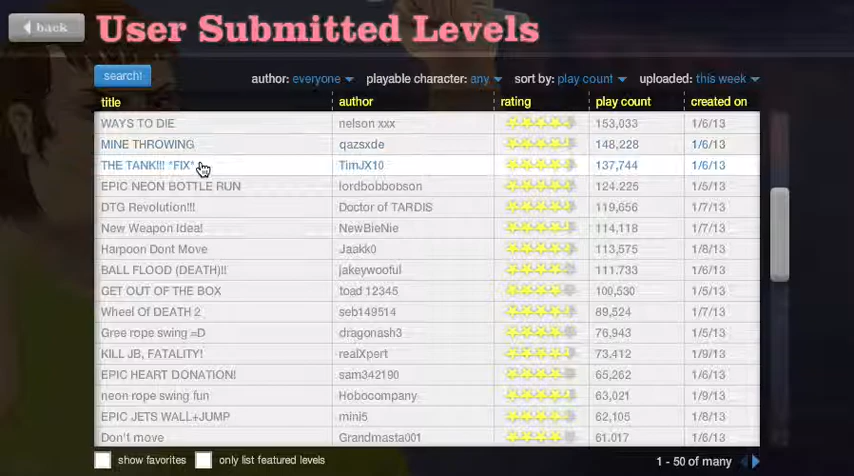 back
User Submitted Levels
search!
author: everyone playable character: any sort by: play count uploaded: this week
title author rating play count created on
WAYS TO DIE nelson xxx 153,033 1/6/13
MINE THROWING qazsxde 148,228 1/6/13
THE TANK!!! *FIX* TimJX10 137,744 1/6/13
EPIC NEON BOTTLE RUN lordbobbobson 124,225 1/5/13
DTG Revolution!!! Doctor of TARDIS 119,656 1/7/13
New Weapon Idea! NewBieNie 114,118 1/7/13
Harpoon Dont Move Jaakk0 113,575 1/8/13
BALL FLOOD (DEATH)!! jakeywooful 111,733 1/6/13
GET OUT OF THE BOX toad 12345 100,530 1/5/13
Wheel Of DEATH 2 seb149514 89,524 1/7/13
Gree rope swing =D dragonash3 76,943 1/5/13
KILL JB, FATALITY! realXpert 73,412 1/9/13
EPIC HEART DONATION! sam342190 65,262 1/6/13
neon rope swing fun Hobocompany 63,021 1/9/13
EPIC JETS WALL+JUMP mini5 62,105 1/8/13
Don't move Grandmasta001 61,017 1/6/13
show favorites only list featured levels 1 - 50 of many